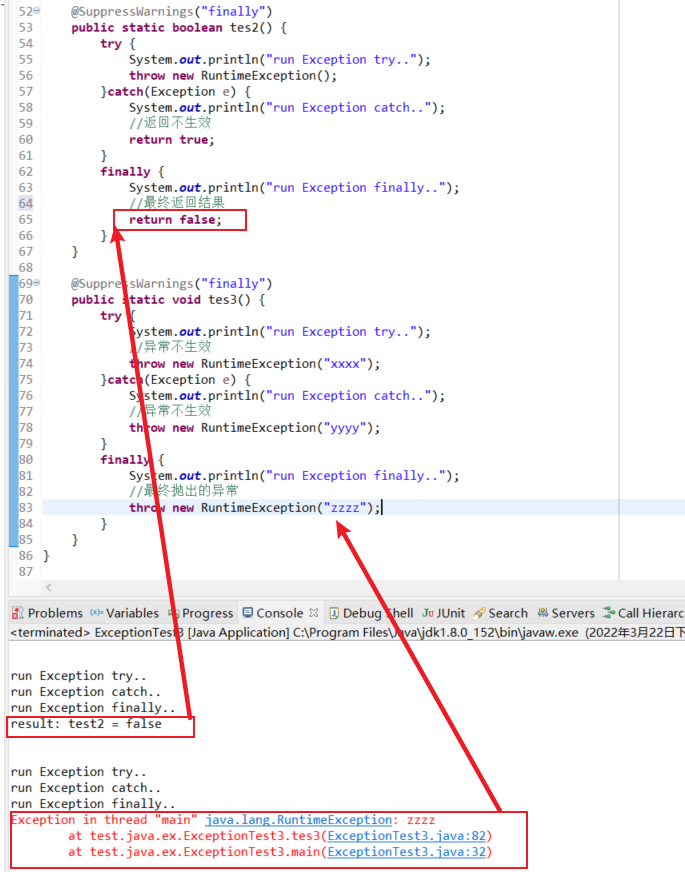 52 @SuppressWarnings("finally")
53 public static boolean tes2() {
54 try {
55 System.out.println("run Exception try..");
56 throw new RuntimeException();
57 }catch(Exception e) {
58 System.out.println("run Exception catch..");
59 //返回不生效
60 return true;
61 }
62 finally {
63 System.out.println("run Exception finally..");
64 //最终返回结果
65 return false;
66 }
67 }
68
69 @SuppressWarnings("finally")
70 public static void tes3() {
71 try {
72 System.out.println("run Exception try..");
73 //异常不生效
74 throw new RuntimeException("xxxx");
75 }catch(Exception e) {
76 System.out.println("run Exception catch..");
77 //异常不生效
78 throw new RuntimeException("yyyy");
79 }
80 finally {
81 System.out.println("run Exception finally..");
82 //最终抛出的异常
83 throw new RuntimeException("zzzz");
84 }
85 }
86 }
87
Problems Variables Progress Console Debug Shell JUnit Search Servers Call Hierarc
<terminated> ExceptionTest3 [Java Application] C:\Program Files\Java\jdk1.8.0_152\bin\javaw.exe (2022年3月22日下
run Exception try..
run Exception catch..
run Exception finally..
result: test2 = false
run Exception try..
run Exception catch..
run Exception finally..
Exception in thread "main" java.lang.RuntimeException: zzzz
at test.java.ex.ExceptionTest3.tes3(ExceptionTest3.java:82)
at test.java.ex.ExceptionTest3.main(ExceptionTest3.java:32)